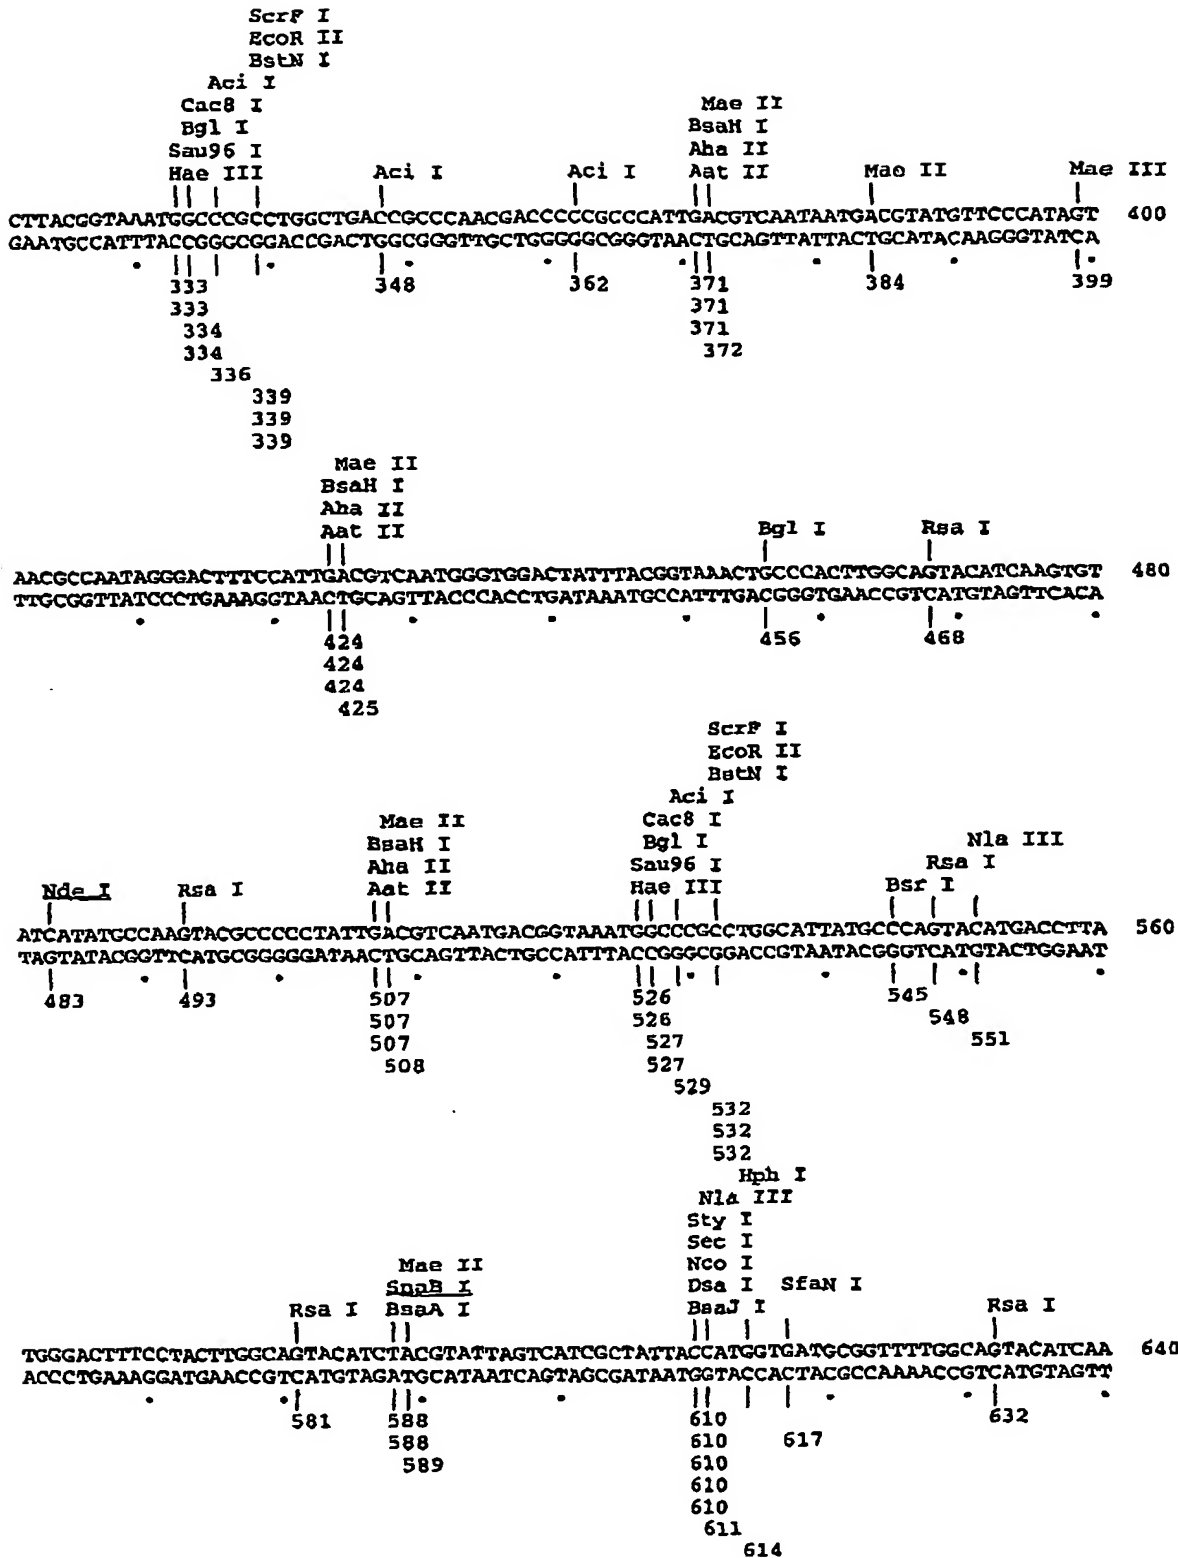 ScrF I
EcoR II
BstN I
Aci I
Cac8 I
Mae II
Bgl I
BsaH I
Sau96 I
Aha II
Hae III Aci I Aci I Aat II Mae II Mae III
CTTACGGTAAATGGCCCGCCTGGCTGACCGCCCAACGACCCCCGCCCATTGACGTCAATAATGACGTATGTTCCCATAGT 400
GAATGCCATTTACCGGGCGGACCGACTGGCGGGTTGCTGGGGGCGGGTAACTGCAGTTATTACTGCATACAAGGGTATCA
333 348 362 371 384 399
333 371
334 371
334 372
336
339
339
339
Mae II
BsaH I
Aha II
Aat II Bgl I Rsa I
AACGCCAATAGGGACTTTCCATTGACGTCAATGGGTGGACTATTTACGGTAAACTGCCCACTTGGCAGTACATCAAGTGT 480
TTGCGGTTATCCCTGAAAGGTAACTGCAGTTACCCACCTGATAAATGCCATTTGACGGGTGAACCGTCATGTAGTTCACA
424 456 468
424
424
425
ScrF I
EcoR II
BstN I
Aci I
Mae II Cac8 I
BsaH I Bgl I Nla III
Aha II Sau96 I Rsa I
Nde I Rsa I Aat II Hae III Bsr I
ATCATATGCCAAGTACGCCCCCTATTGACGTCAATGACGGTAAATGGCCCGCCTGGCATTATGCCCAGTACATGACCTTA 560
TAGTATACGGTTCATGCGGGGGATAACTGCAGTTACTGCCATTTACCGGGCGGACCGTAATACGGGTCATGTACTGGAAT
483 493 507 526 545
507 526 548
507 527 551
508 527
529
532
532
532
Hph I
Nla III
Sty I
Sec I
Mae II Nco I
SnaB I Dsa I SfaN I
Rsa I BsaA I BsaJ I Rsa I
TGGGACTTTCCTACTTGGCAGTACATCTACGTATTAGTCATCGCTATTACCATGGTGATGCGGTTTTGGCAGTACATCAA 640
ACCCTGAAAGGATGAACCGTCATGTAGATGCATAATCAGTAGCGATAATGGTACCACTACGCCAAAACCGTCATGTAGTT
581 588 610 632
588 610 617
589 610
610
610
611
614